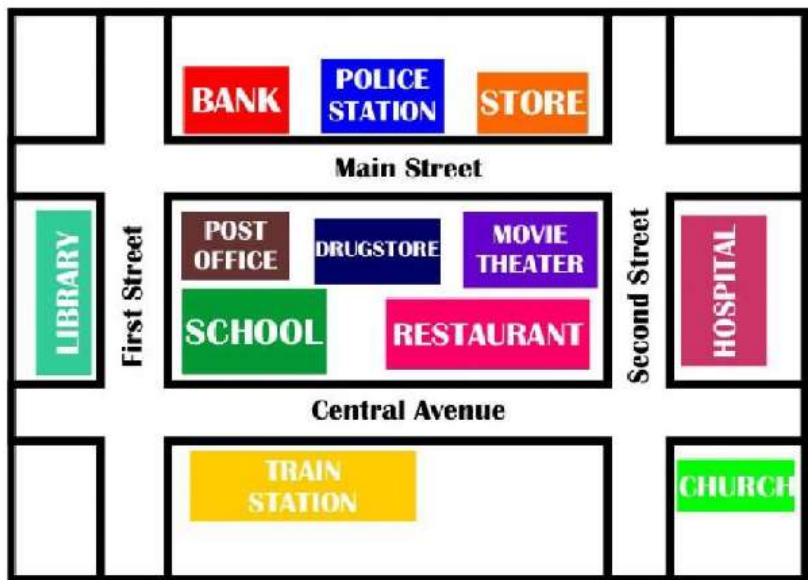 BANK
POLICE
STATION
STORE
Main Street
LIBRARY
First Street
POST
OFFICE
DRUGSTORE
MOVIE
THEATER
SCHOOL
RESTAURANT
Second Street
HOSPITAL
Central Avenue
TRAIN
STATION
CHURCH